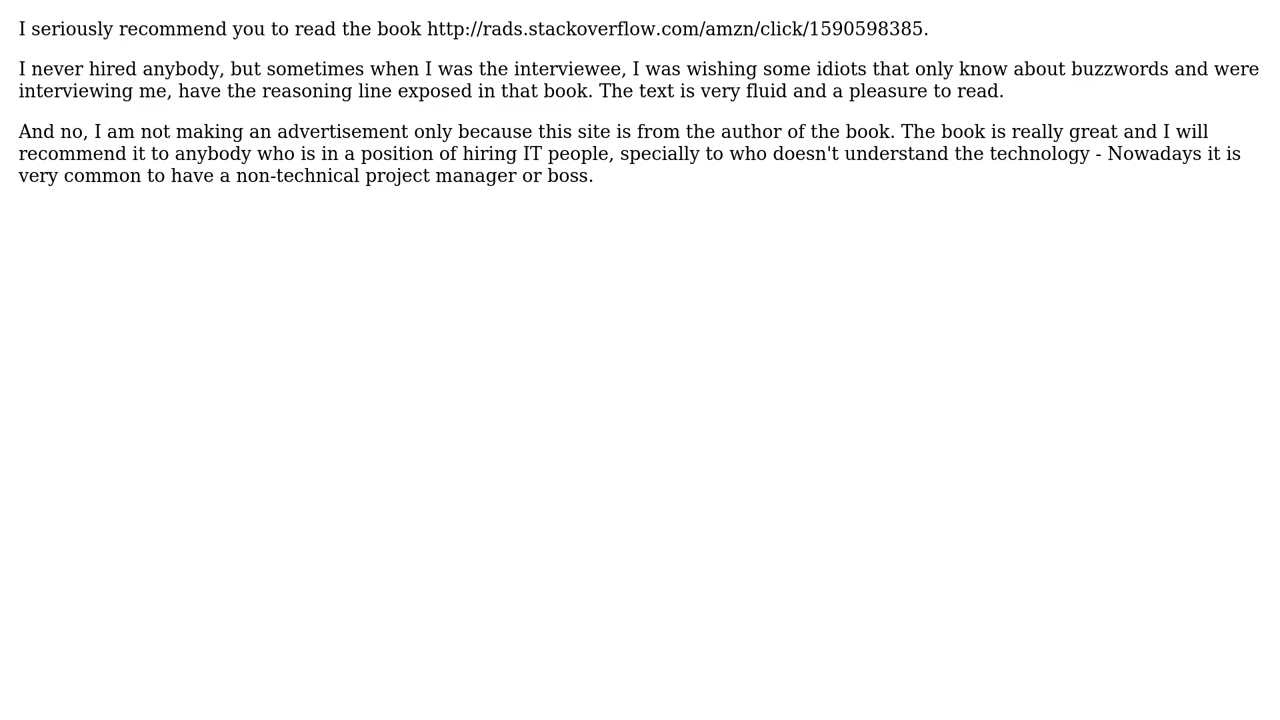 I seriously recommend you to read the book http://rads.stackoverflow.com/amzn/click/1590598385.
I never hired anybody, but sometimes when I was the interviewee, I was wishing some idiots that only know about buzzwords and were
interviewing me, have the reasoning line exposed in that book. The text is very fluid and a pleasure to read.
And no, I am not making an advertisement only because this site is from the author of the book. The book is really great and I will
recommend it to anybody who is in a position of hiring IT people, specially to who doesn't understand the technology - Nowadays it is
very common to have a non-technical project manager or boss.